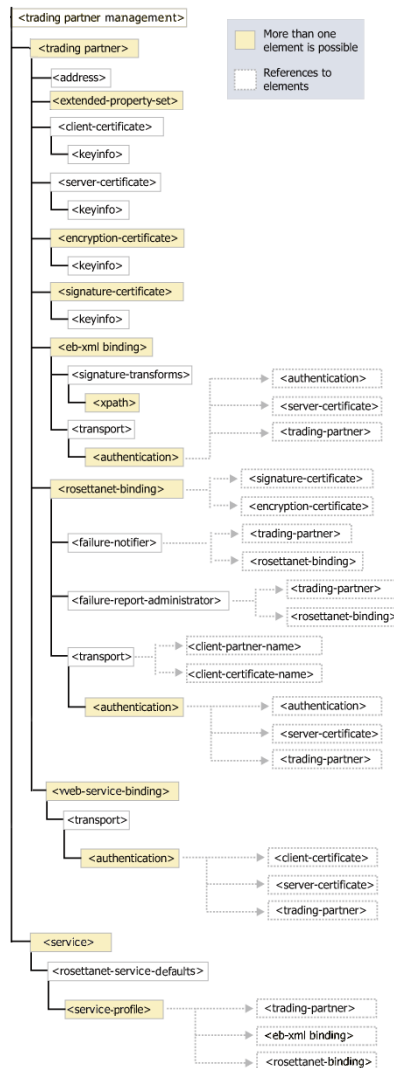 <trading partner management>
More than one
element is possible
References to
elements
<trading partner>
<address>
<extended-property-set>
<client-certificate>
<keyinfo>
<server-certificate>
<keyinfo>
<encryption-certificate>
<keyinfo>
<signature-certificate>
<keyinfo>
<eb-xml binding>
<signature-transforms>
<authentication>
<xpath>
<server-certificate>
<transport>
<trading-partner>
<authentication>
<signature-certificate>
<rosettanet-binding>
<encryption-certificate>
<trading-partner>
<failure-notifier>
<rosettanet-binding>
<trading-partner>
<failure-report-administrator>
<rosettanet-binding>
<client-partner-name>
<transport>
<client-certificate-name>
<authentication>
<authentication>
<server-certificate>
<trading-partner>
<web-service-binding>
<transport>
<authentication>
<client-certificate>
<server-certificate>
<trading-partner>
<service>
<rosettanet-service-defaults>
<service-profile>
<trading-partner>
<eb-xml binding>
<rosettanet-binding>